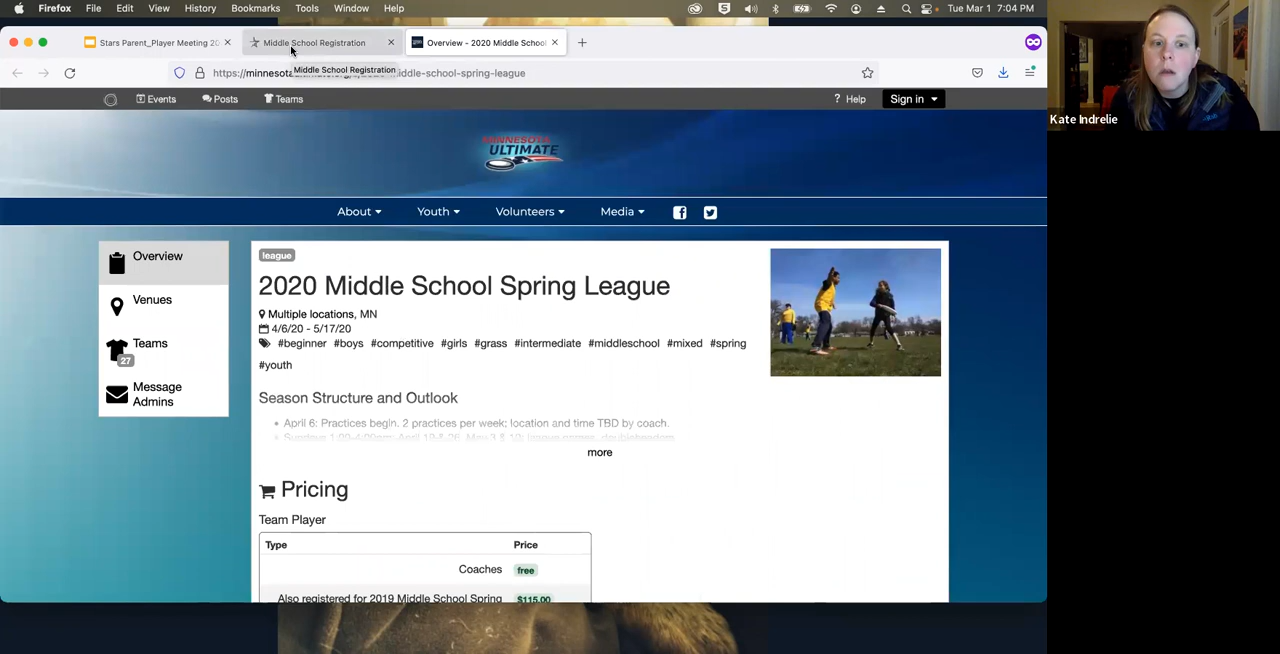 Firefox File Edit View History Bookmarks Tools Window Help Tue Mar 1 7:04 PM
Stars Parent_Player Meeting 20 Middle School Registration Overview - 2020 Middle School
https://minnesota middle-school-spring-league
Middle School Registration
Events Posts Teams ? Help Sign in
Kate Indrelie
MINNESOTA
ULTIMATE
About Youth Volunteers Media
Overview
Venues
Teams
27
Message
Admins
league
2020 Middle School Spring League
Multiple locations, MN
4/6/20 - 5/17/20
#beginner #boys #competitive #girls #grass #intermediate #middleschool #mixed #spring
#youth
Season Structure and Outlook
• April 6: Practices begin. 2 practices per week; location and time TBD by coach.
more
Pricing
Team Player
Type Price
Coaches free
Also registered for 2019 Middle School Spring $115.00